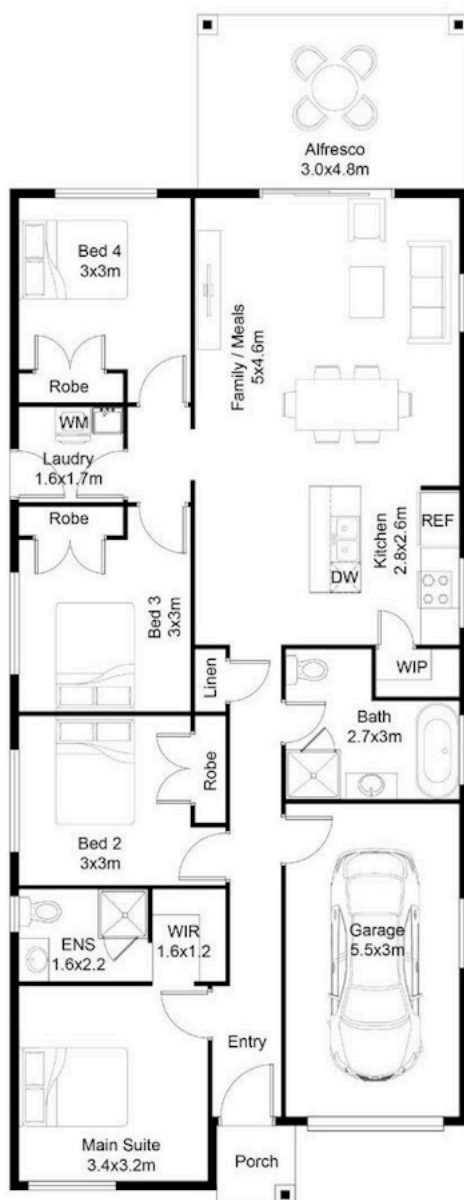 Alfresco
3.0x4.8m
Bed 4
3x3m
Robe
Family / Meals
5x4.6m
WM
Laudry
1.6x1.7m
Robe
Kitchen
2.8x2.6m
REF
DW
Bed 3
3x3m
Linen
WIP
Bath
2.7x3m
Robe
Bed 2
3x3m
ENS
1.6x2.2
WIR
1.6x1.2
Garage
5.5x3m
Entry
Main Suite
3.4x3.2m
Porch